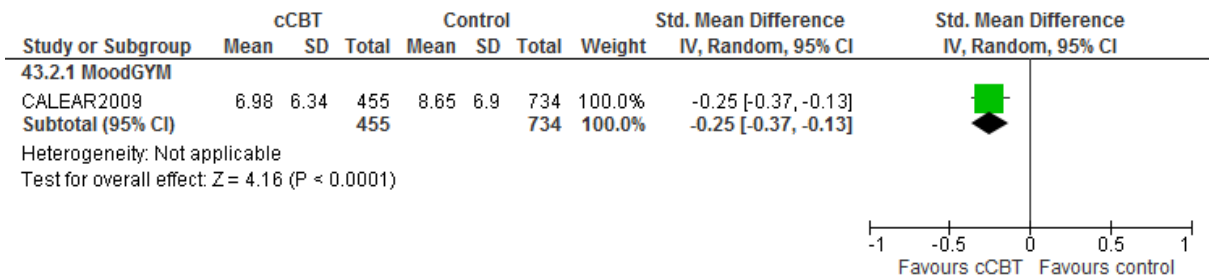 cCBT Control Std. Mean Difference Std. Mean Difference
Study or Subgroup Mean SD Total Mean SD Total Weight IV, Random, 95% CI IV, Random, 95% CI
43.2.1 MoodGYM
CALEAR2009 6.98 6.34 455 8.65 6.9 734 100.0% -0.25 [-0.37, -0.13]
Subtotal (95% CI) 455 734 100.0% -0.25 [-0.37, -0.13]
Heterogeneity: Not applicable
Test for overall effect: Z = 4.16 (P < 0.0001)
-1 -0.5 0 0.5 1
Favours cCBT Favours control